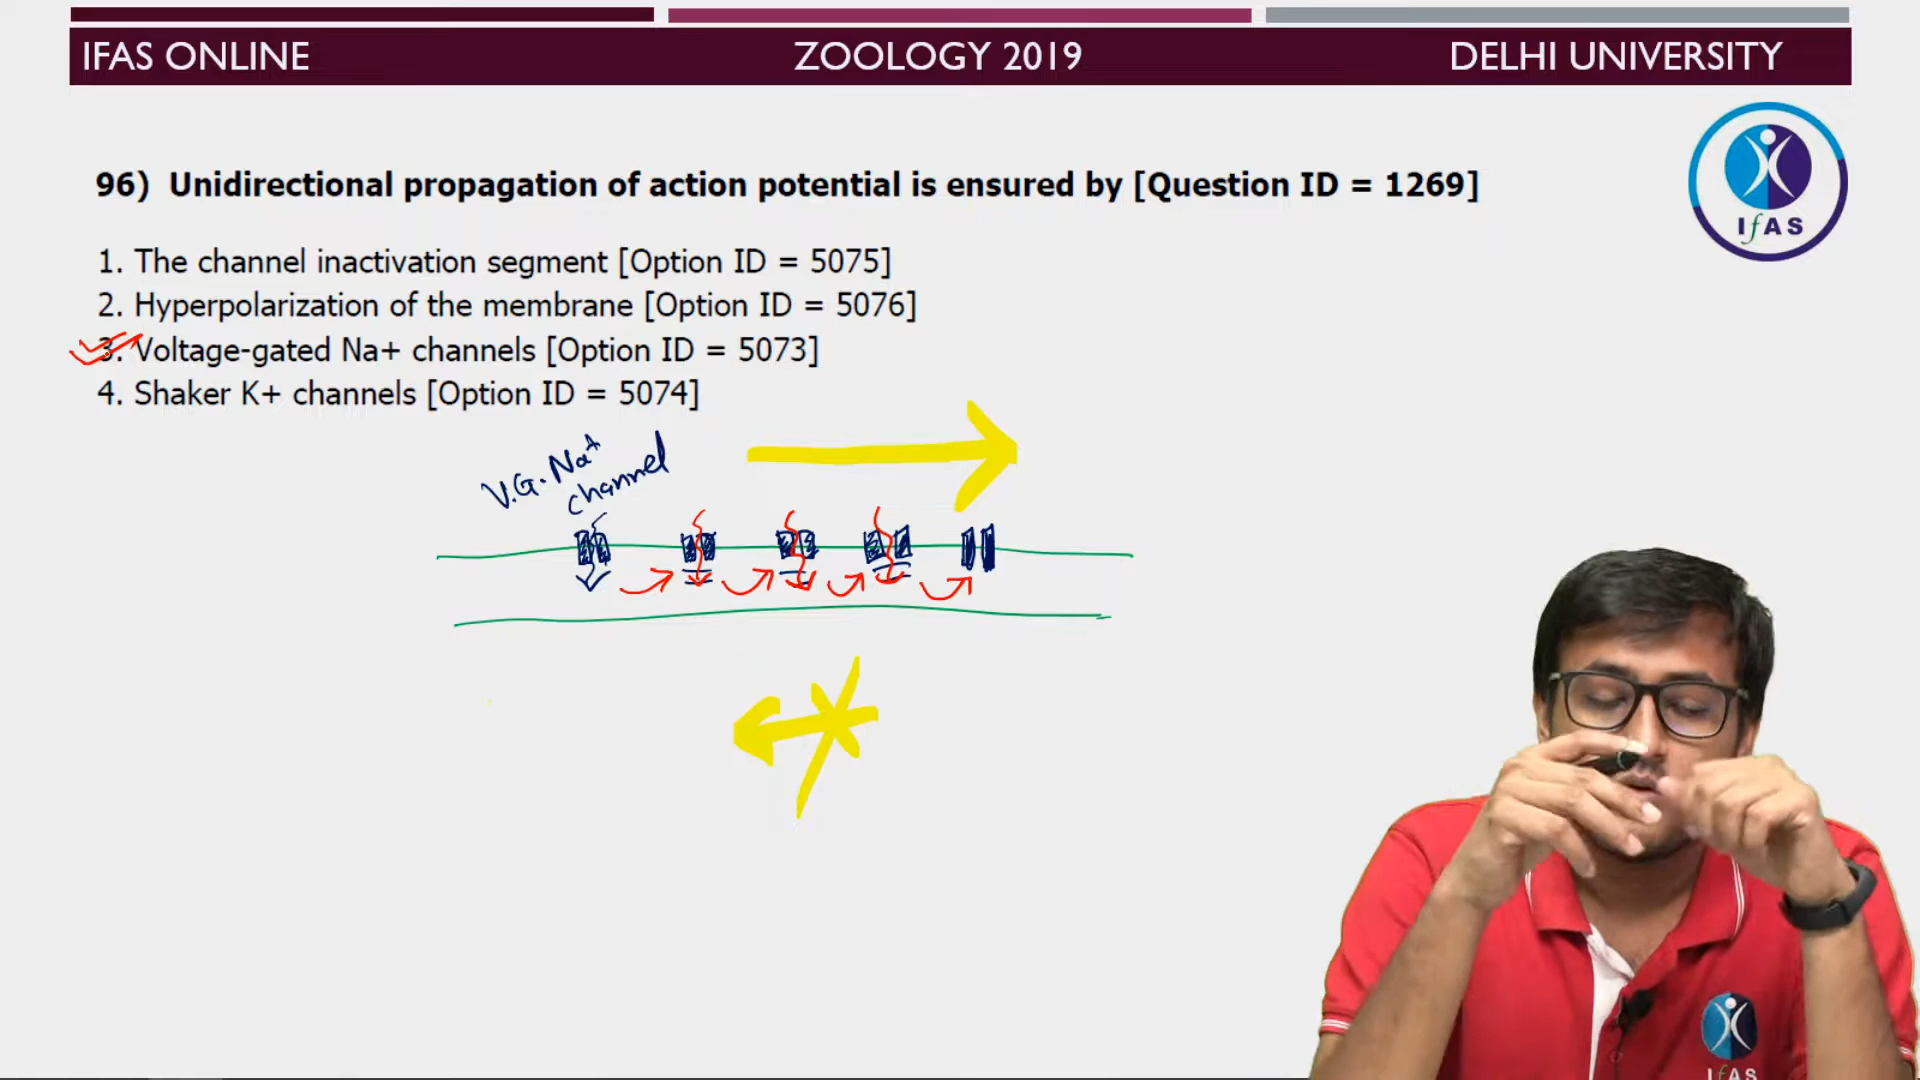 IFAS ONLINE ZOOLOGY 2019 DELHI UNIVERSITY
IfAS
96) Unidirectional propagation of action potential is ensured by [Question ID = 1269]
1. The channel inactivation segment [Option ID = 5075]
2. Hyperpolarization of the membrane [Option ID = 5076]
3. Voltage-gated Na+ channels [Option ID = 5073]
4. Shaker K+ channels [Option ID = 5074]
V.G. Na+
channel
IfAS